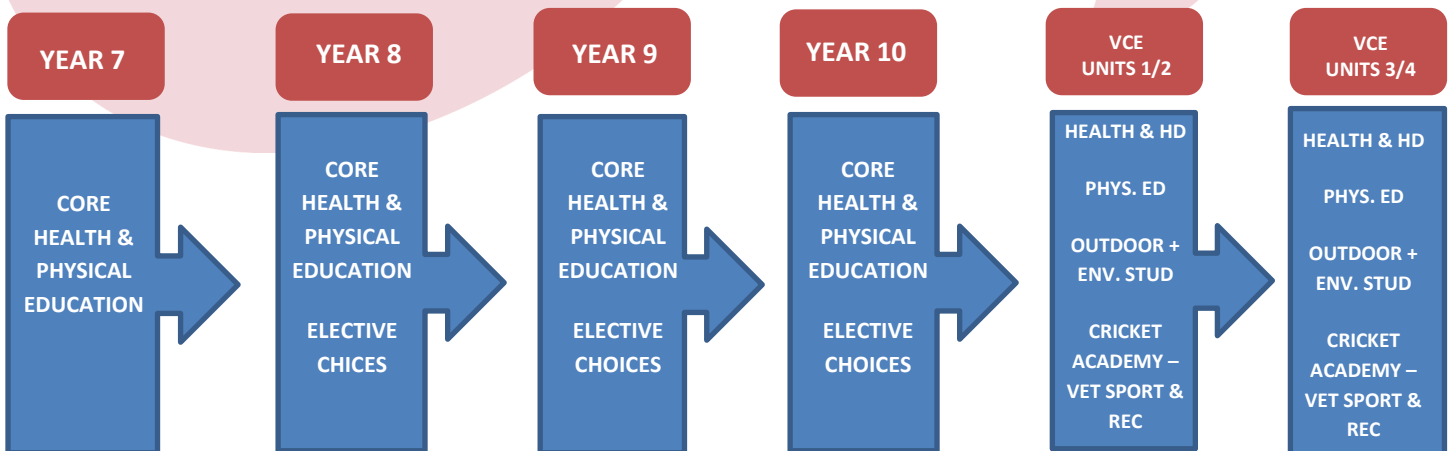 YEAR 7
CORE
HEALTH &
PHYSICAL
EDUCATION
YEAR 8
CORE
HEALTH &
PHYSICAL
EDUCATION
ELECTIVE
CHICES
YEAR 9
CORE
HEALTH &
PHYSICAL
EDUCATION
ELECTIVE
CHOICES
YEAR 10
CORE
HEALTH &
PHYSICAL
EDUCATION
ELECTIVE
CHOICES
VCE
UNITS 1/2
HEALTH & HD
PHYS. ED
OUTDOOR +
ENV. STUD
CRICKET
ACADEMY –
VET SPORT &
REC
VCE
UNITS 3/4
HEALTH & HD
PHYS. ED
OUTDOOR +
ENV. STUD
CRICKET
ACADEMY –
VET SPORT &
REC